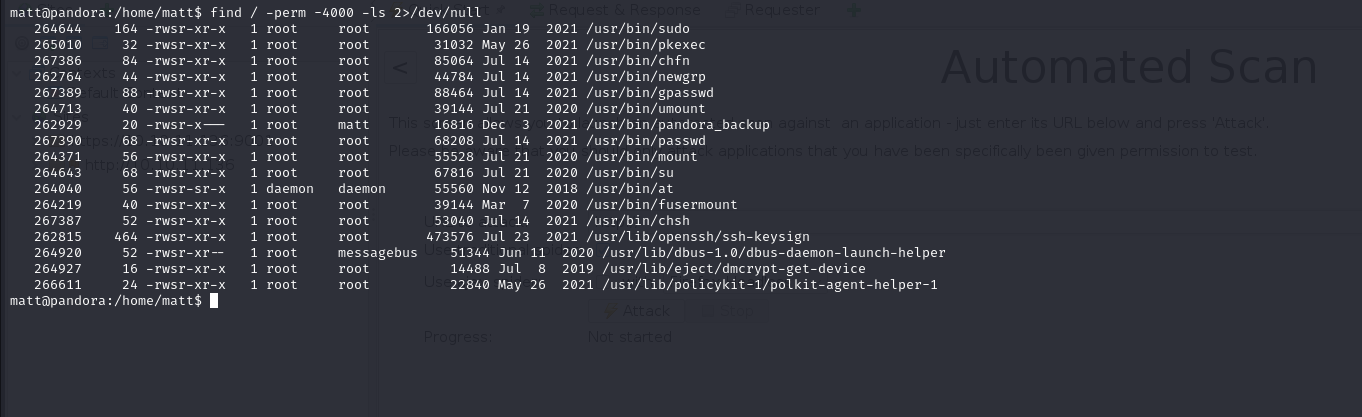 matt@pandora:/home/matt$ find / -perm -4000 -ls 2>/dev/null
264644 164 -rwsr-xr-x 1 root root 166056 Jan 19 2021 /usr/bin/sudo
265010 32 -rwsr-xr-x 1 root root 31032 May 26 2021 /usr/bin/pkexec
267386 84 -rwsr-xr-x 1 root root 85064 Jul 14 2021 /usr/bin/chfn
262764 44 -rwsr-xr-x 1 root root 44784 Jul 14 2021 /usr/bin/newgrp
267389 88 -rwsr-xr-x 1 root root 88464 Jul 14 2021 /usr/bin/gpasswd
264713 40 -rwsr-xr-x 1 root root 39144 Jul 21 2020 /usr/bin/umount
262929 20 -rwsr-x--- 1 root matt 16816 Dec 3 2021 /usr/bin/pandora_backup
267390 68 -rwsr-xr-x 1 root root 68208 Jul 14 2021 /usr/bin/passwd
264371 56 -rwsr-xr-x 1 root root 55528 Jul 21 2020 /usr/bin/mount
264643 68 -rwsr-xr-x 1 root root 67816 Jul 21 2020 /usr/bin/su
264040 56 -rwsr-sr-x 1 daemon daemon 55560 Nov 12 2018 /usr/bin/at
264219 40 -rwsr-xr-x 1 root root 39144 Mar 7 2020 /usr/bin/fusermount
267387 52 -rwsr-xr-x 1 root root 53040 Jul 14 2021 /usr/bin/chsh
262815 464 -rwsr-xr-x 1 root root 473576 Jul 23 2021 /usr/lib/openssh/ssh-keysign
264920 52 -rwsr-xr-- 1 root messagebus 51344 Jun 11 2020 /usr/lib/dbus-1.0/dbus-daemon-launch-helper
264927 16 -rwsr-xr-x 1 root root 14488 Jul 8 2019 /usr/lib/eject/dmcrypt-get-device
266611 24 -rwsr-xr-x 1 root root 22840 May 26 2021 /usr/lib/policykit-1/polkit-agent-helper-1
matt@pandora:/home/matt$
Request & Response
Requester
<
Automated Scan
against an application - just enter its URL below and press 'Attack'.
applications that you have been specifically been given permission to test.
Attack
Stop
Progress: Not started